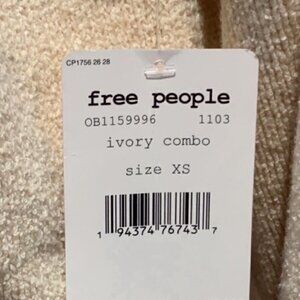 CP1756 26 28
free people
OB1159996 1103
ivory combo
size XS
1 94374 76743 7